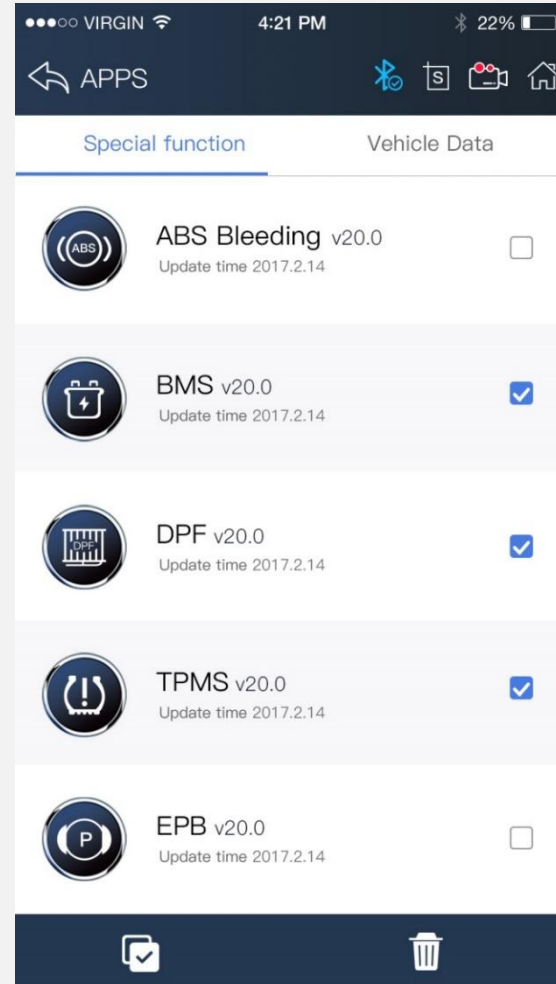 VIRGIN 4:21 PM 22%
APPS S
Special function Vehicle Data
ABS
ABS Bleeding v20.0
Update time 2017.2.14
BMS v20.0
Update time 2017.2.14
DPF
DPF v20.0
Update time 2017.2.14
TPMS v20.0
Update time 2017.2.14
P
EPB v20.0
Update time 2017.2.14